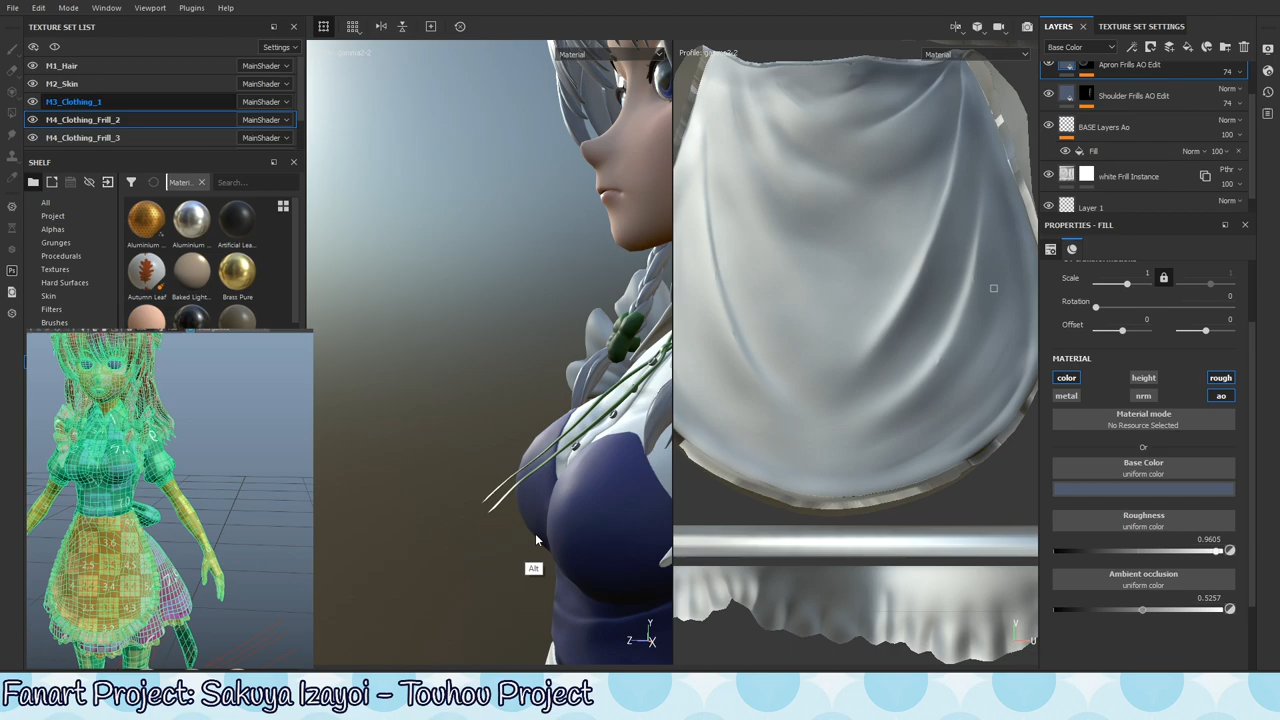 File Edit Mode Window Viewport Plugins Help
TEXTURE SET LIST
Settings
M1_Hair MainShader
M2_Skin MainShader
M3_Clothing_1 MainShader
M4_Clothing_Frill_2 MainShader
M4_Clothing_Frill_3 MainShader
SHELF
Materi... Search...
All
Project
Alphas
Grunges
Procedurals
Textures
Hard Surfaces
Skin
Filters
Brushes
Aluminium ... Aluminium ... Artificial Lea...
Autumn Leaf Baked Light... Brass Pure
Material
Material
Alt
Y
Z
X
V
U
LAYERS TEXTURE SET SETTINGS
Base Color
Apron Frills AO Edit
74
Norm
Shoulder Frills AO Edit
74
Norm
BASE Layers Ao
100
Fill Norm 100
Pthr
white Frill Instance
100
Layer 1 Norm
PROPERTIES - FILL
Scale 1 1
Rotation 0
Offset 0 0
MATERIAL
color height rough
metal nrm ao
Material mode
No Resource Selected
Or
Base Color
uniform color
Roughness
uniform color
0.9605
Ambient occlusion
uniform color
0.5257
Fanart Project: Sakuya Izayoi - Touhou Project